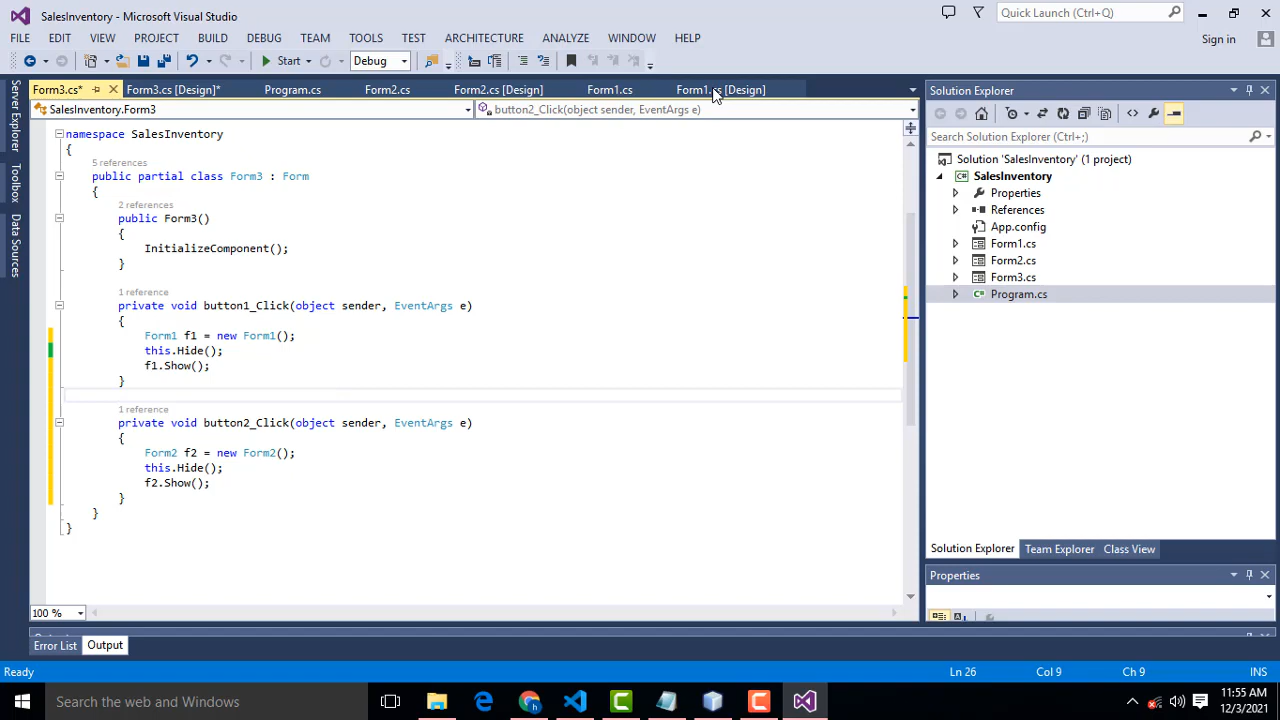 SalesInventory - Microsoft Visual Studio
Quick Launch (Ctrl+Q)
FILE EDIT VIEW PROJECT BUILD DEBUG TEAM TOOLS TEST ARCHITECTURE ANALYZE WINDOW HELP
Sign in
Start Debug
Form3.cs* Form3.cs [Design]* Program.cs Form2.cs Form2.cs [Design] Form1.cs Form1.cs [Design]
SalesInventory.Form3 button2_Click(object sender, EventArgs e)
Server Explorer
Toolbox
Data Sources
namespace SalesInventory
{
5 references
public partial class Form3 : Form
{
2 references
public Form3()
{
InitializeComponent();
}
1 reference
private void button1_Click(object sender, EventArgs e)
{
Form1 f1 = new Form1();
this.Hide();
f1.Show();
}
1 reference
private void button2_Click(object sender, EventArgs e)
{
Form2 f2 = new Form2();
this.Hide();
f2.Show();
}
}
}
100 %
Solution Explorer
Search Solution Explorer (Ctrl+;)
Solution 'SalesInventory' (1 project)
SalesInventory
Properties
References
App.config
Form1.cs
Form2.cs
Form3.cs
Program.cs
Solution Explorer Team Explorer Class View
Properties
Error List Output
Ready Ln 26 Col 9 Ch 9 INS
Search the web and Windows
11:55 AM
12/3/2021